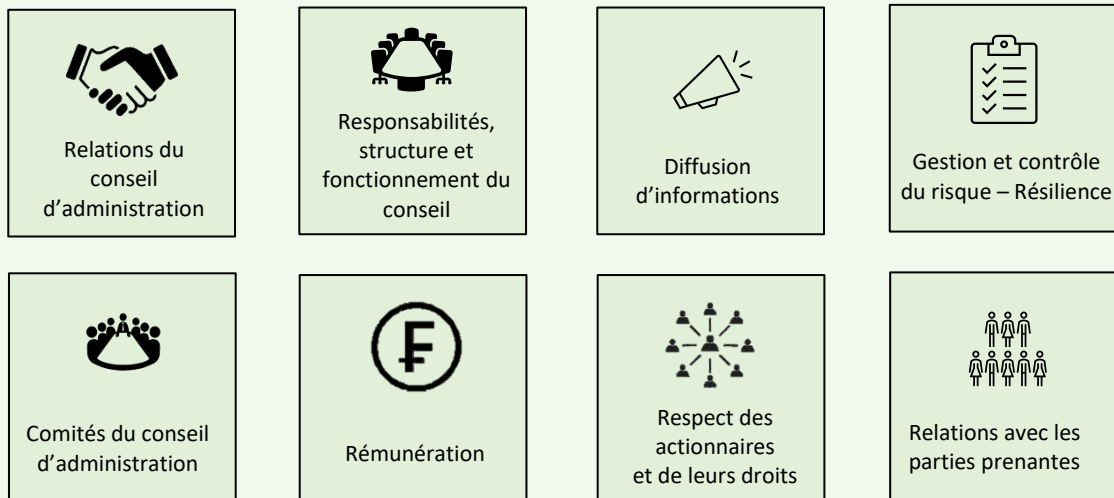 Relations du
conseil
d’administration
Responsabilités,
structure et
fonctionnement du
conseil
Diffusion
d’informations
Gestion et contrôle
du risque – Résilience
Comités du conseil
d’administration
Rémunération
Respect des
actionnaires
et de leurs droits
Relations avec les
parties prenantes